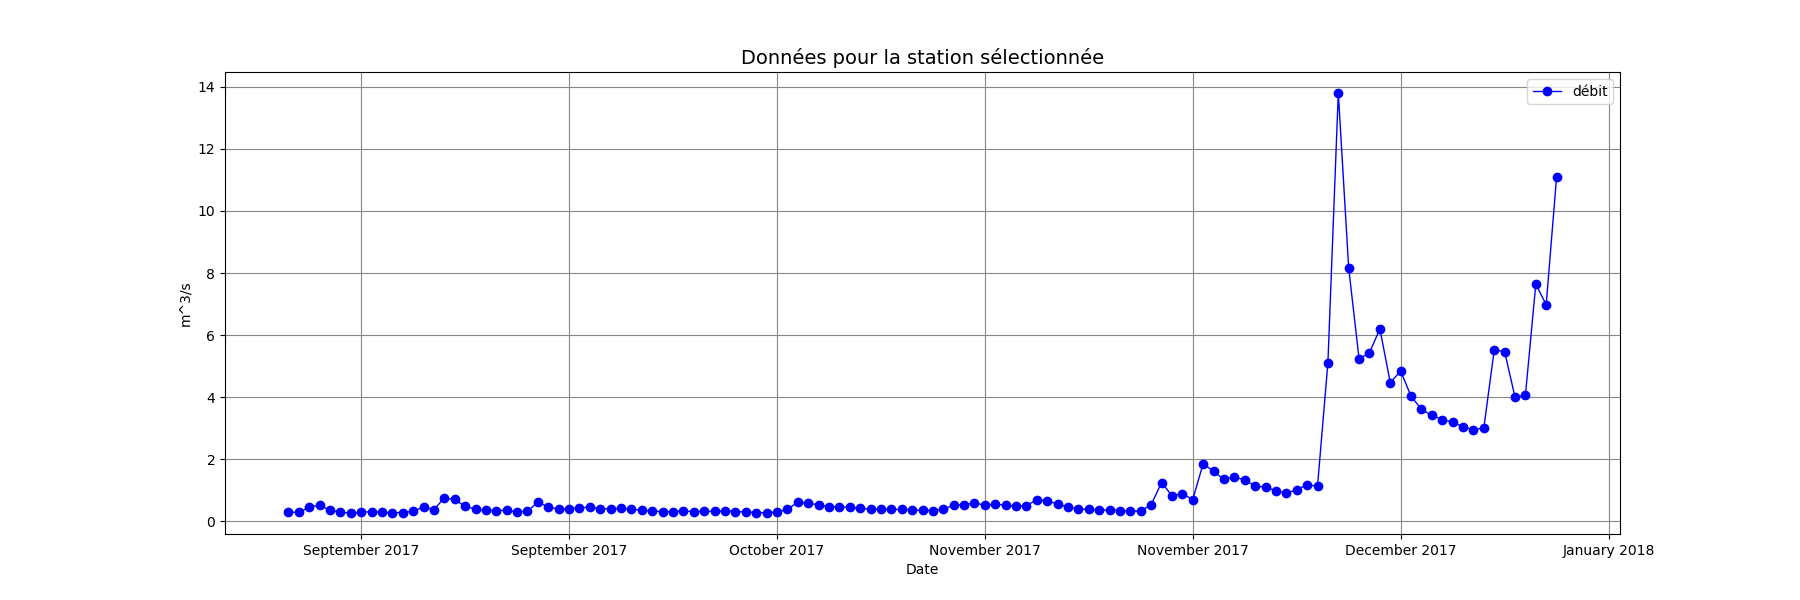 Données pour la station sélectionnée
débit
14
12
10
8
6
4
2
0
m^3/s
September 2017 September 2017 October 2017 November 2017 November 2017 December 2017 January 2018
Date